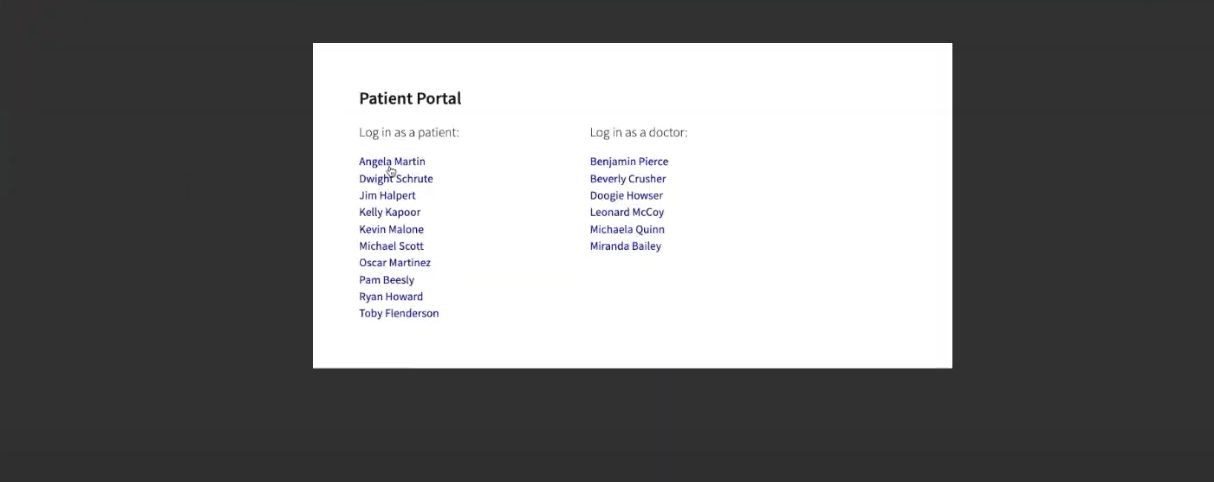 Patient Portal
Log in as a patient:
Angela Martin
Dwight Schrute
Jim Halpert
Kelly Kapoor
Kevin Malone
Michael Scott
Oscar Martinez
Pam Beesly
Ryan Howard
Toby Flenderson
Log in as a doctor:
Benjamin Pierce
Beverly Crusher
Doogie Howser
Leonard McCoy
Michaela Quinn
Miranda Bailey